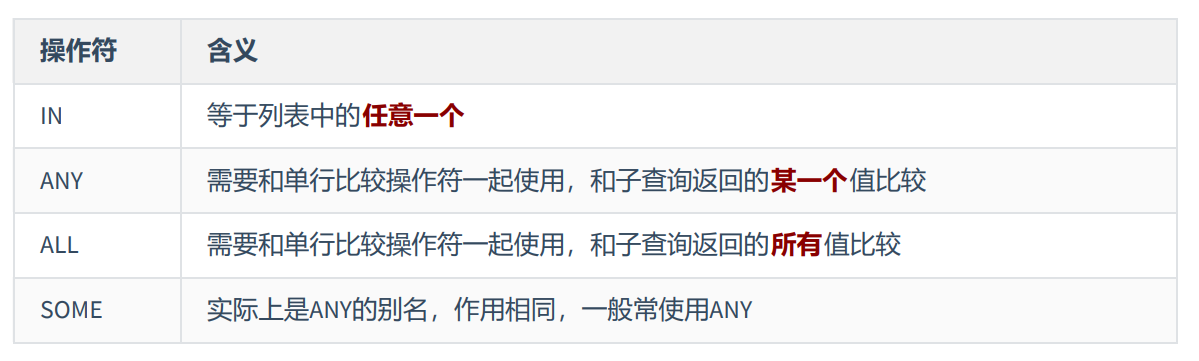 操作符 含义
IN 等于列表中的任意一个
ANY 需要和单行比较操作符一起使用，和子查询返回的某一个值比较
ALL 需要和单行比较操作符一起使用，和子查询返回的所有值比较
SOME 实际上是ANY的别名，作用相同，一般常使用ANY